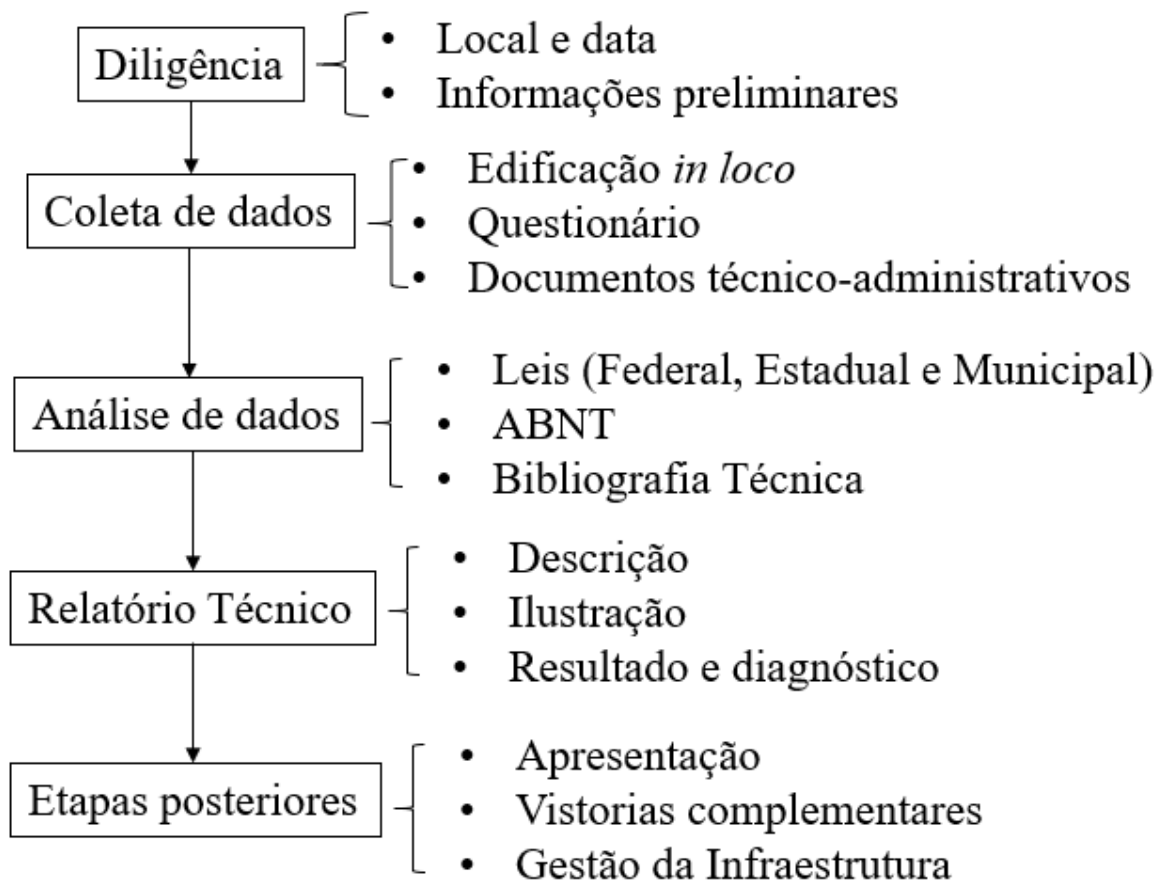 Diligência
• Local e data
• Informações preliminares
Coleta de dados
• Edificação in loco
• Questionário
• Documentos técnico-administrativos
Análise de dados
• Leis (Federal, Estadual e Municipal)
• ABNT
• Bibliografia Técnica
Relatório Técnico
• Descrição
• Ilustração
• Resultado e diagnóstico
Etapas posteriores
• Apresentação
• Vistorias complementares
• Gestão da Infraestrutura